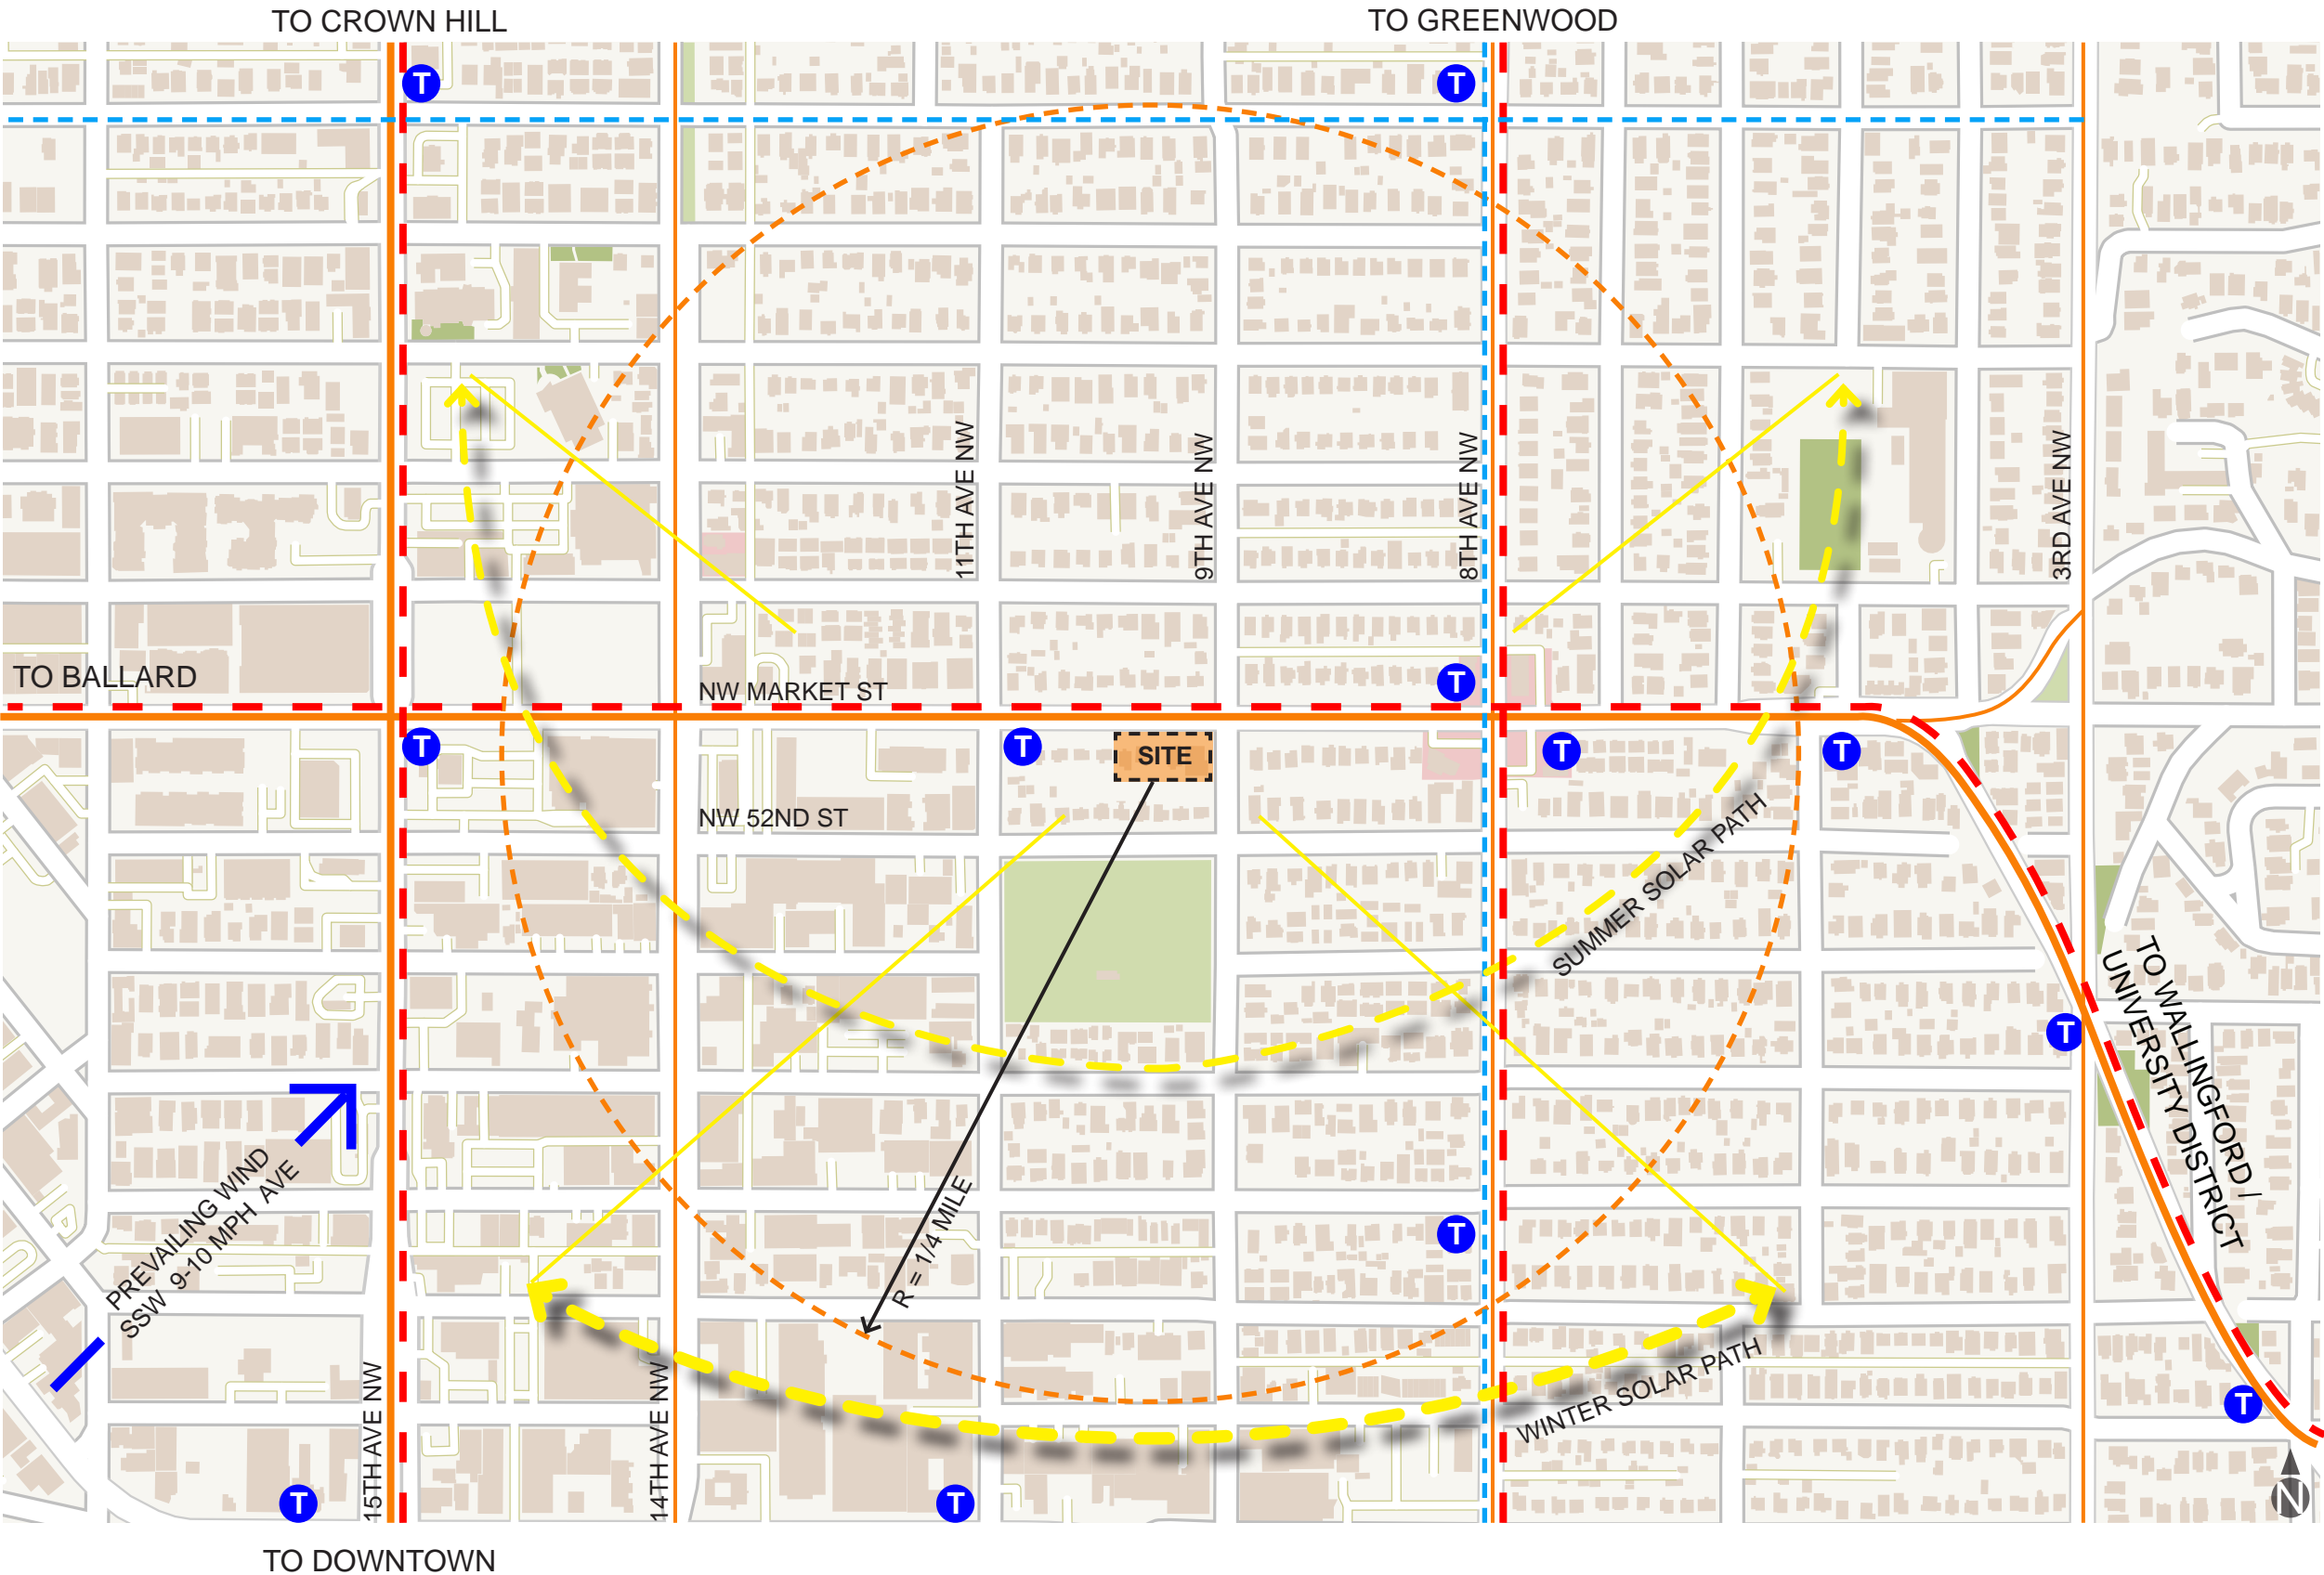 TO CROWN HILL
TO GREENWOOD
T
T
11TH AVE NW
9TH AVE NW
8TH AVE NW
3RD AVE NW
TO BALLARD
NW MARKET ST
T
T
T
SITE
T
T
NW 52ND ST
SUMMER SOLAR PATH
TO WALLINGFORD /
UNIVERSITY DISTRICT
T
PREVAILING WIND
SSW 9-10 MPH AVE
R = 1/4 MILE
T
WINTER SOLAR PATH
15TH AVE NW
14TH AVE NW
T
T
T
N
TO DOWNTOWN